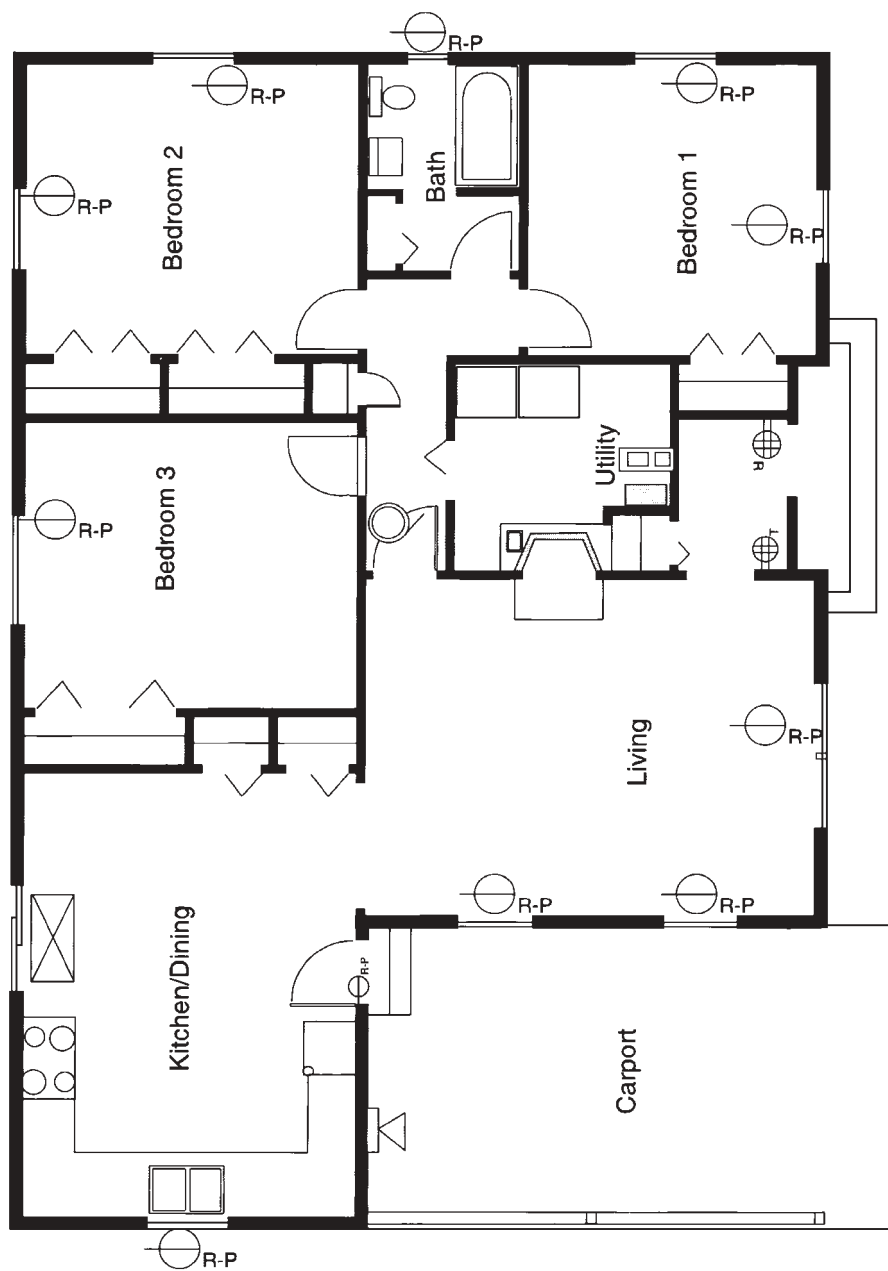 R-P
R-P
R-P
Bedroom 2
Bath
Bedroom 1
R-P
R-P
R
Utility
T
Bedroom 3
R-P
Living
R-P
R-P
R-P
Kitchen/Dining
R-P
Carport
R-P